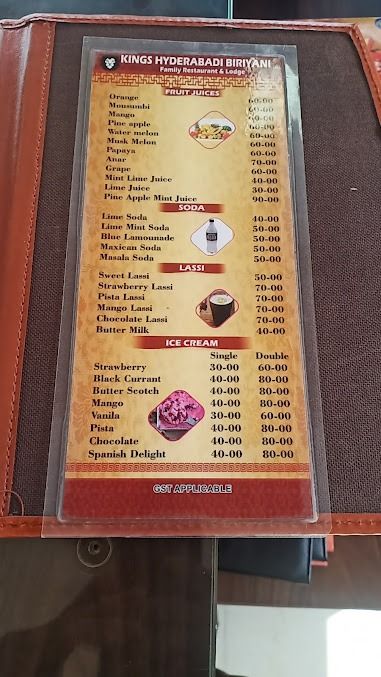 KINGS HYDERABADI BIRIYANI
Family Restaurant & Lodge
FRUIT JUICES
Orange 60-00
Mousumbi 60-00
Mango 60-00
Pine apple 60-00
Water melon 60-00
Musk Melon 60-00
Papaya 60-00
Anar 70-00
Grape 60-00
Mint Lime Juice 40-00
Lime Juice 30-00
Pine Apple Mint Juice 90-00
SODA
Lime Soda 40-00
Lime Mint Soda 50-00
Blue Lamounade 50-00
Maxican Soda 50-00
Masala Soda 50-00
LASSI
Sweet Lassi 50-00
Strawberry Lassi 70-00
Pista Lassi 70-00
Mango Lassi 70-00
Chocolate Lassi 70-00
Butter Milk 40-00
ICE CREAM
Single Double
Strawberry 30-00 60-00
Black Currant 40-00 80-00
Butter Scotch 40-00 80-00
Mango 40-00 80-00
Vanila 30-00 60-00
Pista 40-00 80-00
Chocolate 40-00 80-00
Spanish Delight 40-00 80-00
GST APPLICABLE